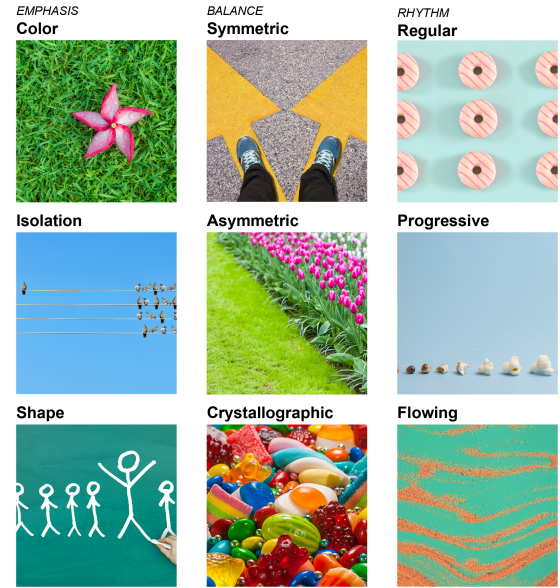 EMPHASIS
Color
BALANCE
Symmetric
RHYTHM
Regular
Isolation
Asymmetric
Progressive
Shape
Crystallographic
Flowing